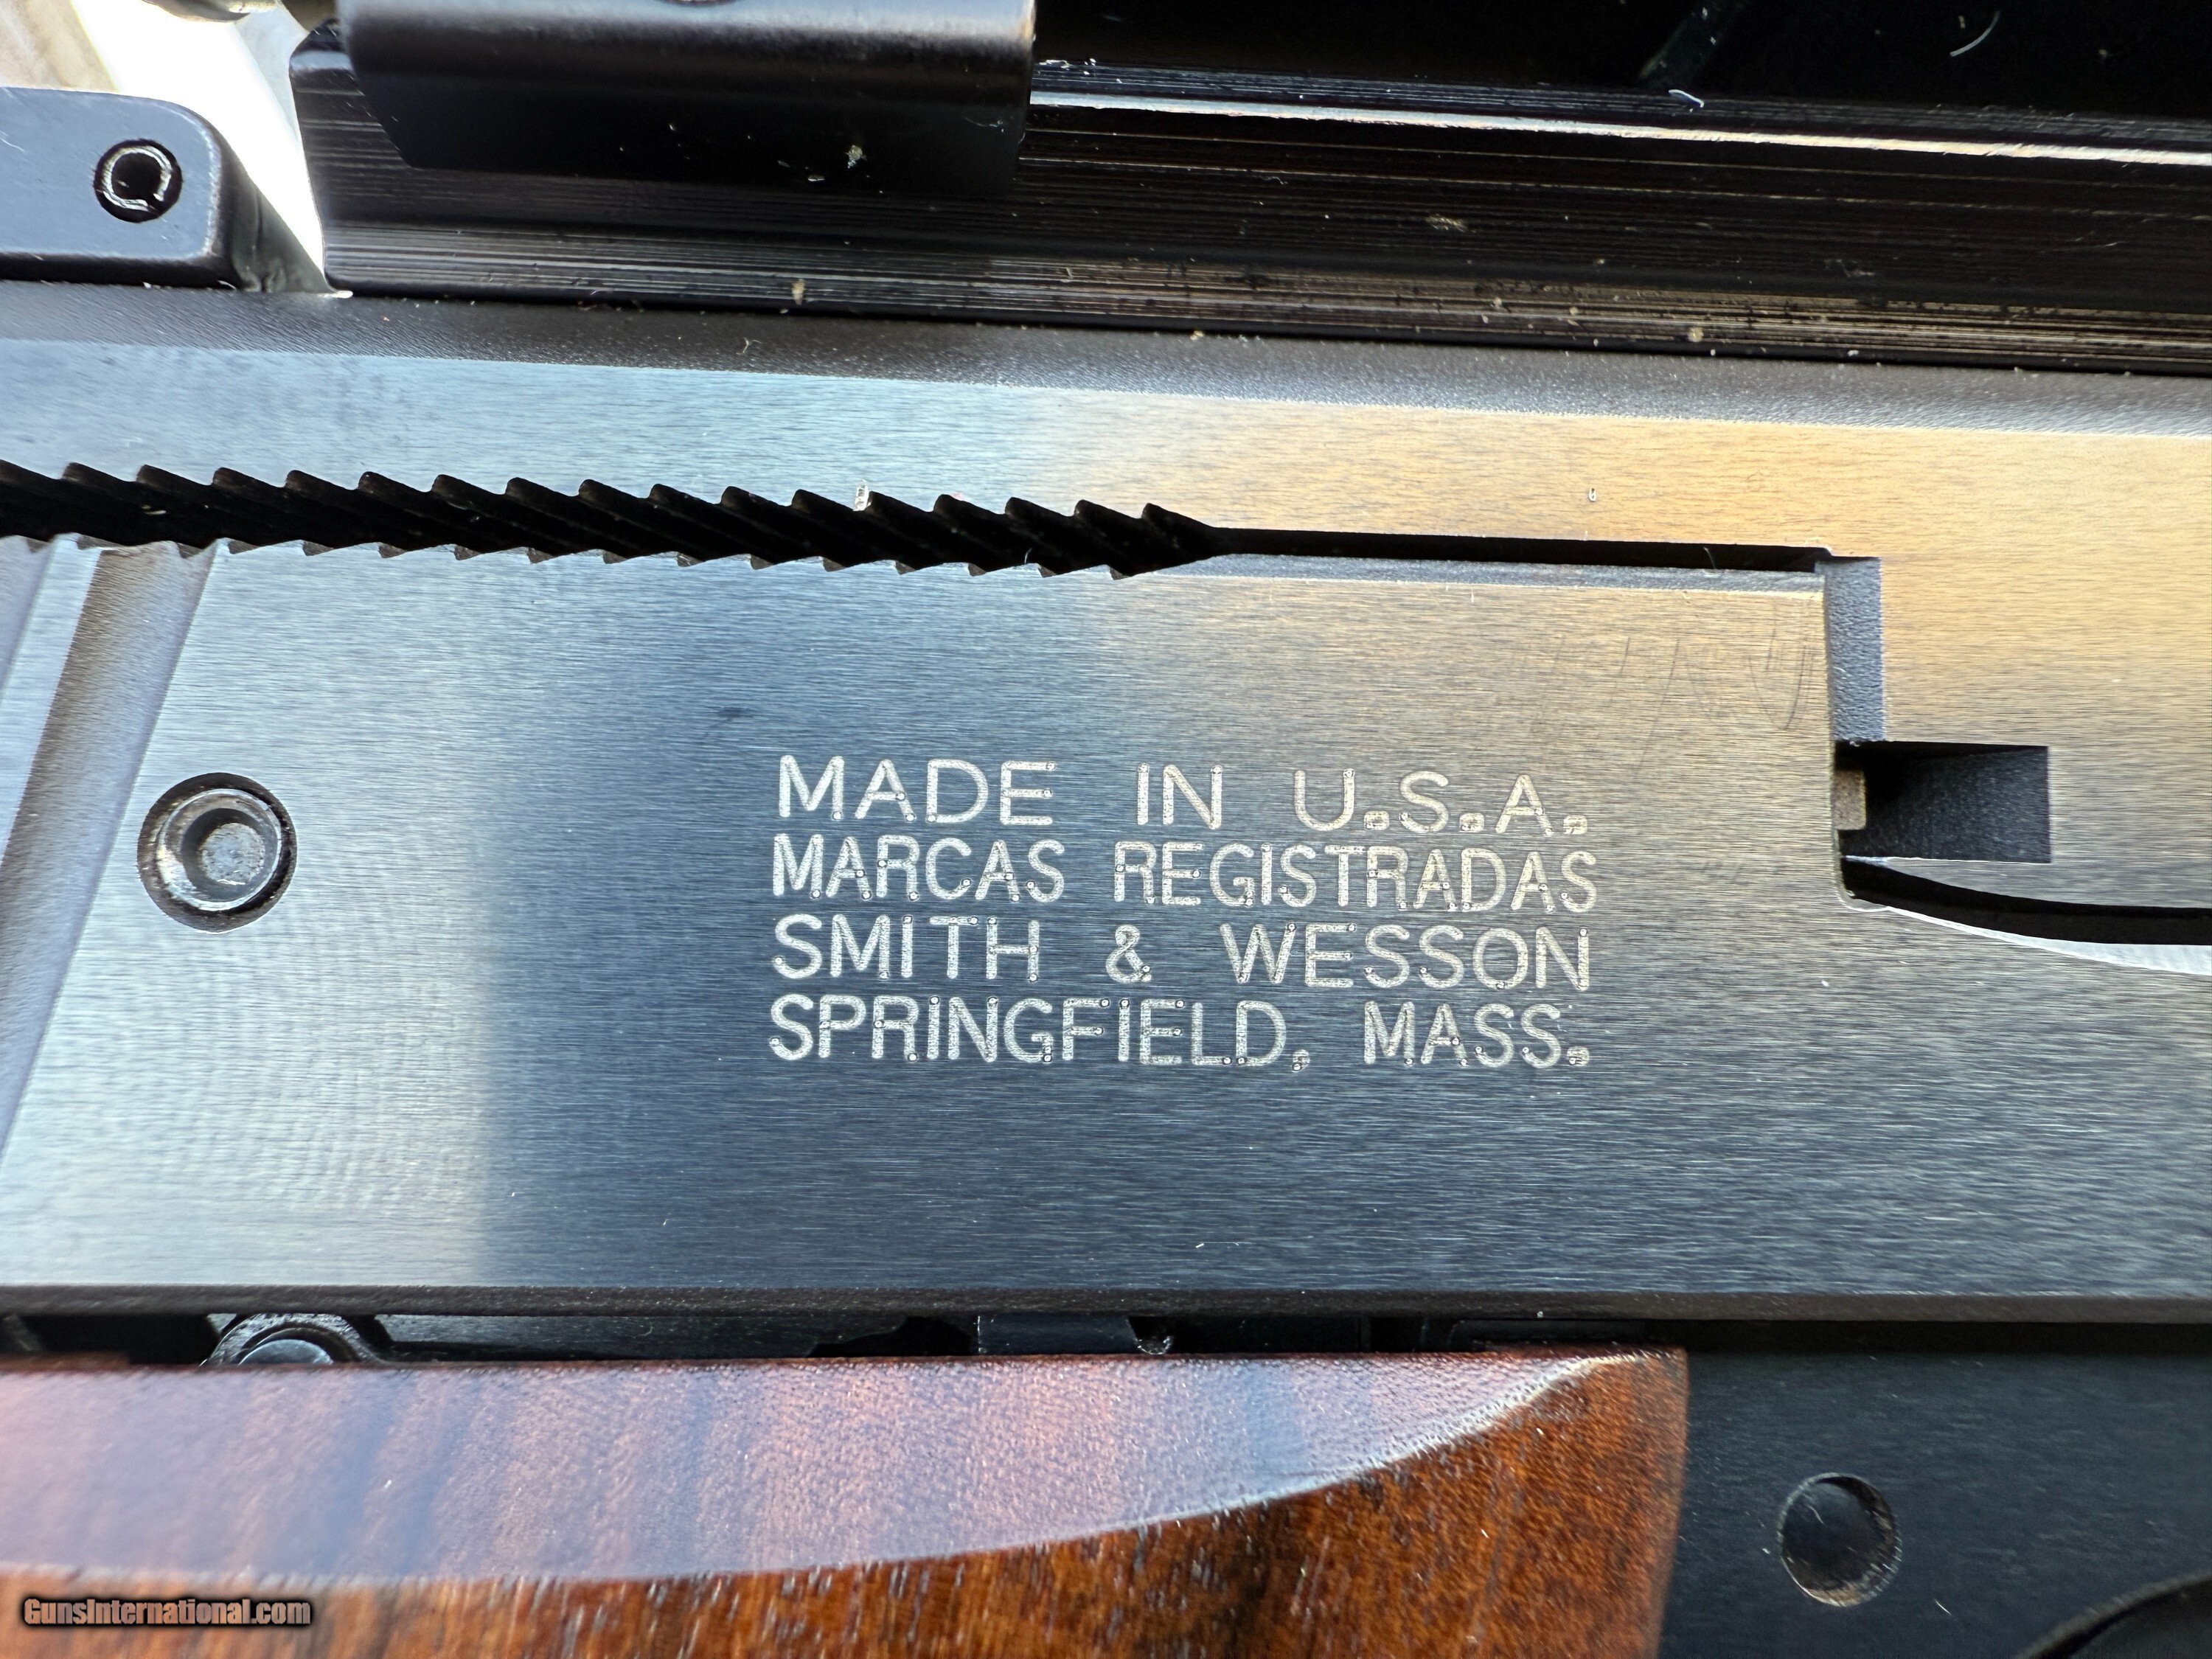 MADE IN U.S.A.
MARCAS REGISTRADAS
SMITH & WESSON
SPRINGFIELD, MASS.
GunsInternational.com